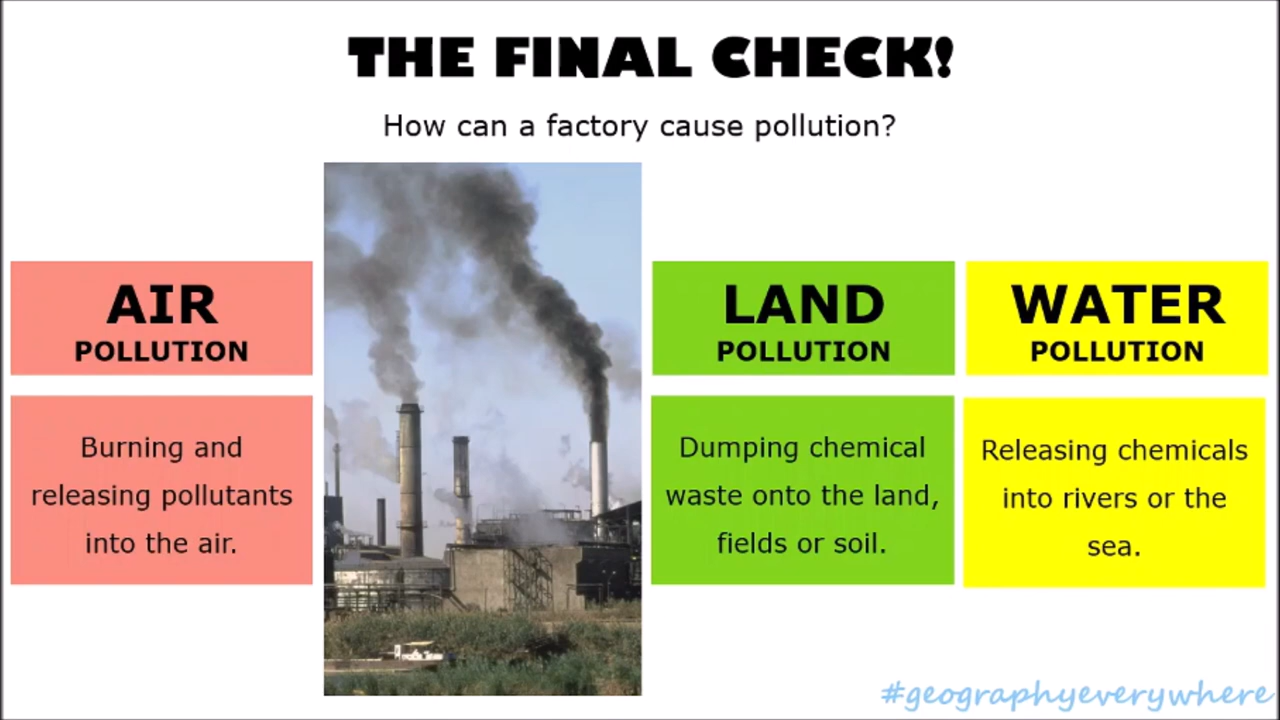 THE FINAL CHECK!
How can a factory cause pollution?
AIR
POLLUTION
Burning and
releasing pollutants
into the air.
LAND
POLLUTION
Dumping chemical
waste onto the land,
fields or soil.
WATER
POLLUTION
Releasing chemicals
into rivers or the
sea.
#geographyeverywhere